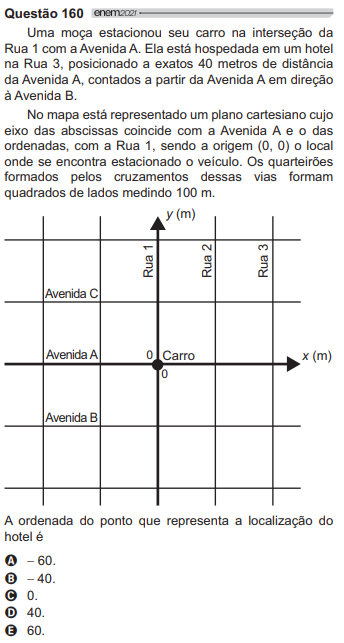 Questão 160 enem2021
Uma moça estacionou seu carro na interseção da
Rua 1 com a Avenida A. Ela está hospedada em um hotel
na Rua 3, posicionado a exatos 40 metros de distância
da Avenida A, contados a partir da Avenida A em direção
à Avenida B.
No mapa está representado um plano cartesiano cujo
eixo das abscissas coincide com a Avenida A e o das
ordenadas, com a Rua 1, sendo a origem (0, 0) o local
onde se encontra estacionado o veículo. Os quarteirões
formados pelos cruzamentos dessas vias formam
quadrados de lados medindo 100 m.
y (m)
Rua 1
Rua 2
Rua 3
Avenida C
Avenida A
0
Carro
x (m)
0
Avenida B
A ordenada do ponto que representa a localização do
hotel é
A – 60.
B – 40.
C 0.
D 40.
E 60.